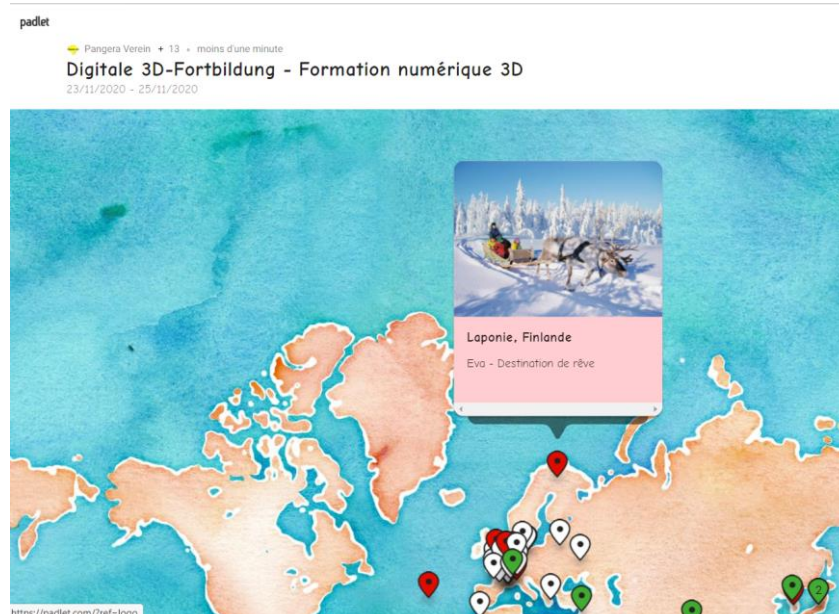 padlet
Pangera Verein + 13 • moins d'une minute
Digitale 3D-Fortbildung - Formation numérique 3D
23/11/2020 - 25/11/2020
Laponie, Finlande
Eva - Destination de rêve
2
https://padlet.com/?ref=logo